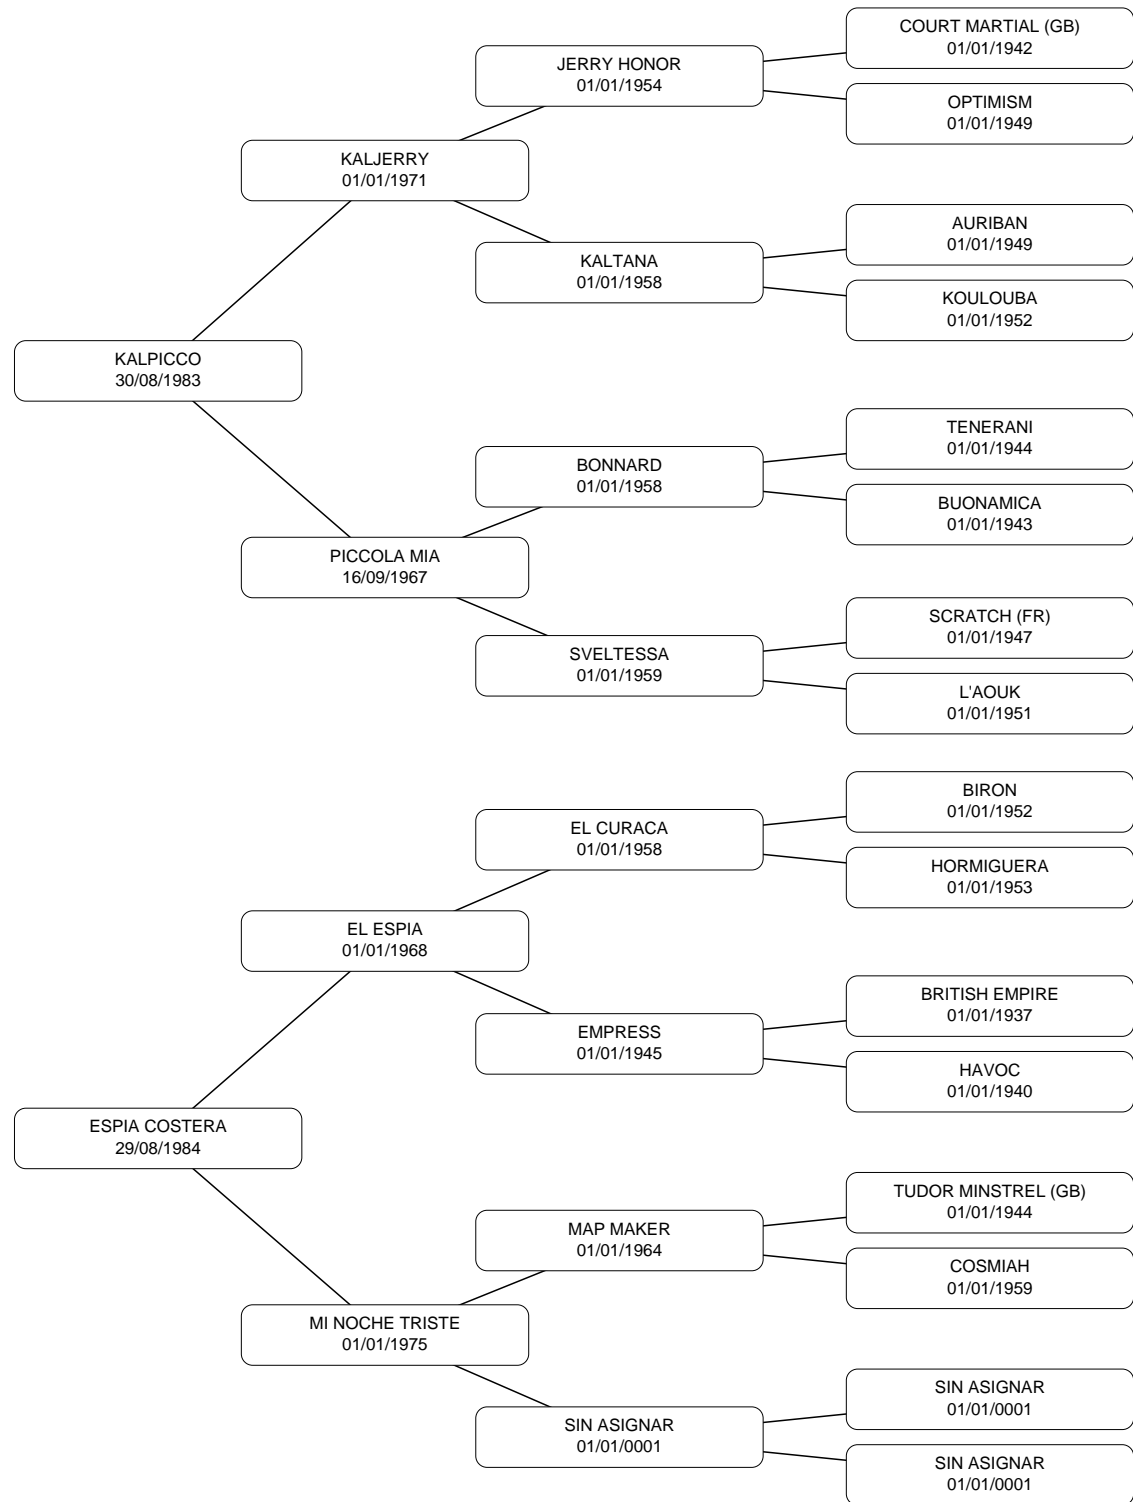 COURT MARTIAL (GB)
01/01/1942
JERRY HONOR
01/01/1954
OPTIMISM
01/01/1949
KALJERRY
01/01/1971
AURIBAN
01/01/1949
KALTANA
01/01/1958
KOULOUBA
01/01/1952
KALPICCO
30/08/1983
TENERANI
01/01/1944
BONNARD
01/01/1958
BUONAMICA
01/01/1943
PICCOLA MIA
16/09/1967
SCRATCH (FR)
01/01/1947
SVELTESSA
01/01/1959
L'AOUK
01/01/1951
BIRON
01/01/1952
EL CURACA
01/01/1958
HORMIGUERA
01/01/1953
EL ESPIA
01/01/1968
BRITISH EMPIRE
01/01/1937
EMPRESS
01/01/1945
HAVOC
01/01/1940
ESPIA COSTERA
29/08/1984
TUDOR MINSTREL (GB)
01/01/1944
MAP MAKER
01/01/1964
COSMIAH
01/01/1959
MI NOCHE TRISTE
01/01/1975
SIN ASIGNAR
01/01/0001
SIN ASIGNAR
01/01/0001
SIN ASIGNAR
01/01/0001